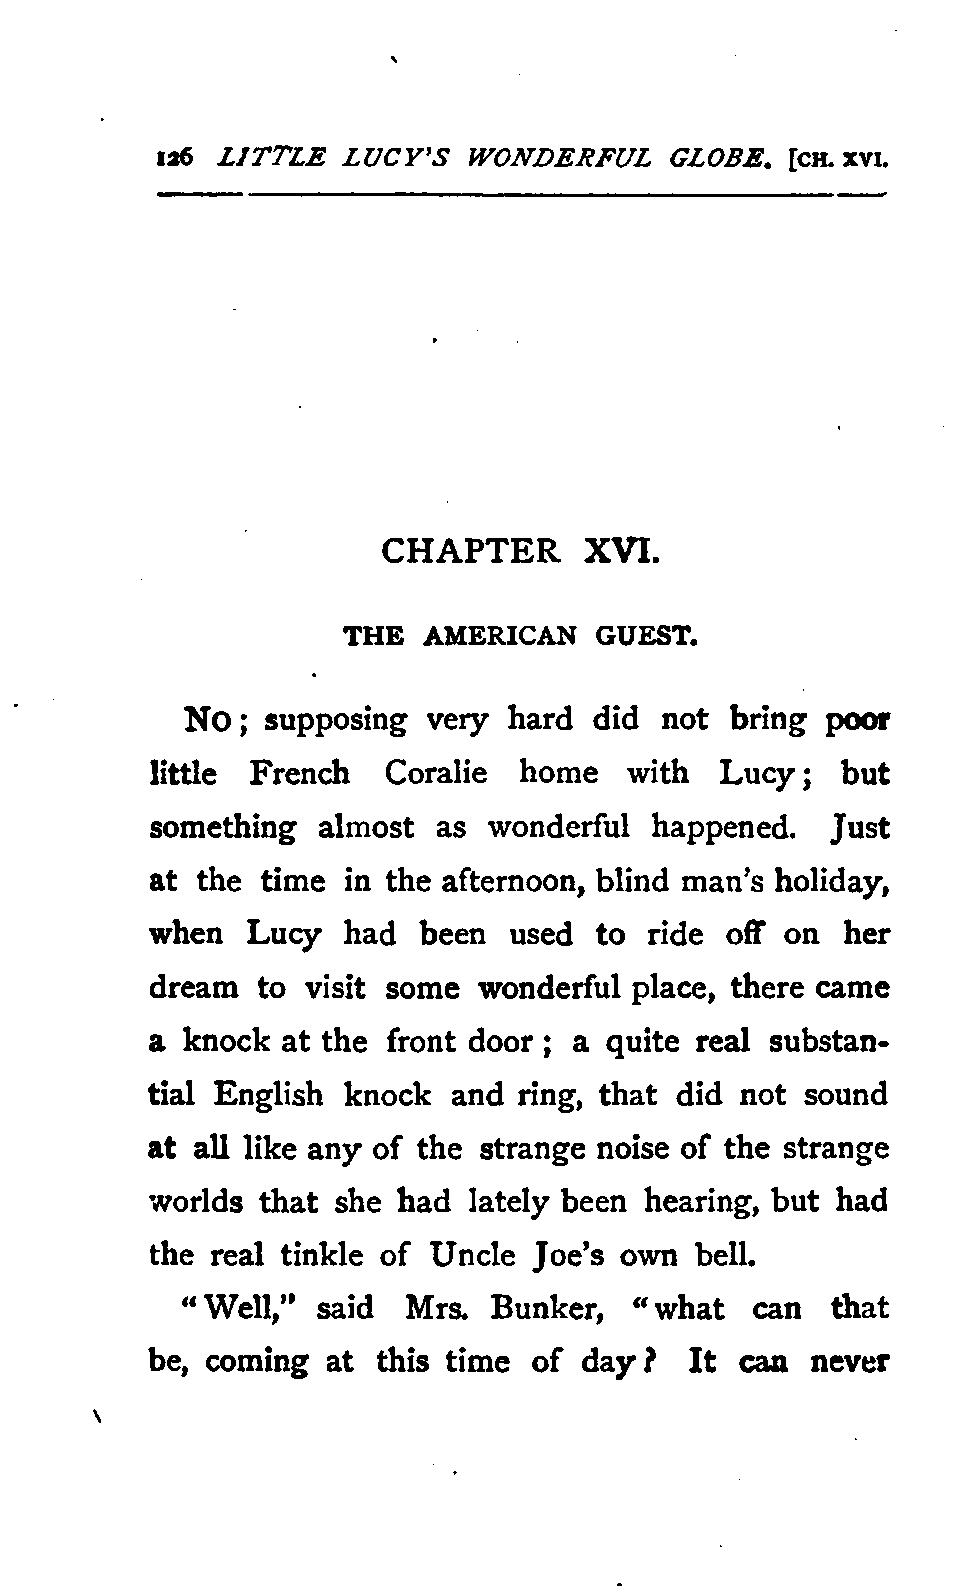 126 LITTLE LUCY'S WONDERFUL GLOBE. [CH. XVI.
CHAPTER XVI.
THE AMERICAN GUEST.
NO; supposing very hard did not bring poor
little French Coralie home with Lucy; but
something almost as wonderful happened. Just
at the time in the afternoon, blind man's holiday,
when Lucy had been used to ride off on her
dream to visit some wonderful place, there came
a knock at the front door; a quite real substan-
tial English knock and ring, that did not sound
at all like any of the strange noise of the strange
worlds that she had lately been hearing, but had
the real tinkle of Uncle Joe's own bell.
"Well," said Mrs. Bunker, "what can that
be, coming at this time of day? It can never